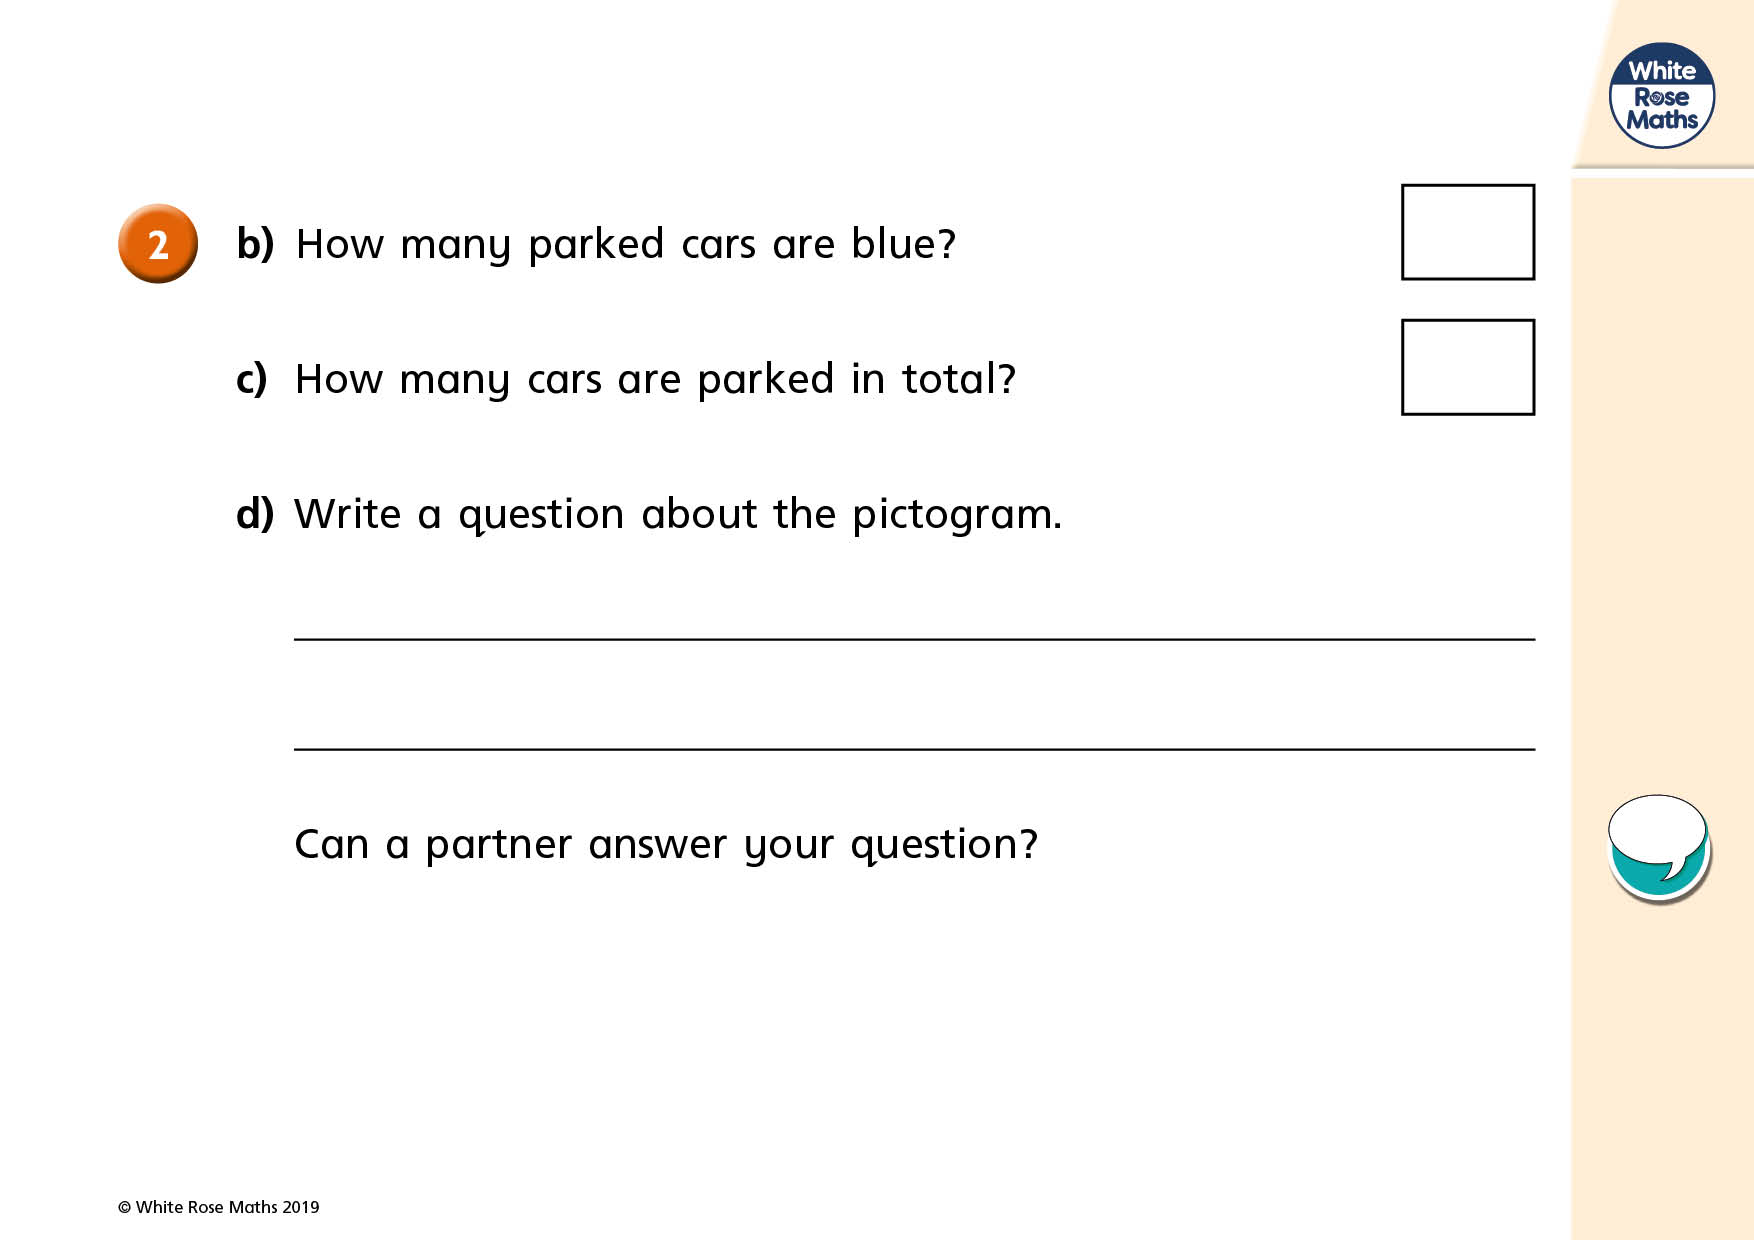 White
Rose
Maths
2 b) How many parked cars are blue?
c) How many cars are parked in total?
d) Write a question about the pictogram.
Can a partner answer your question?
© White Rose Maths 2019